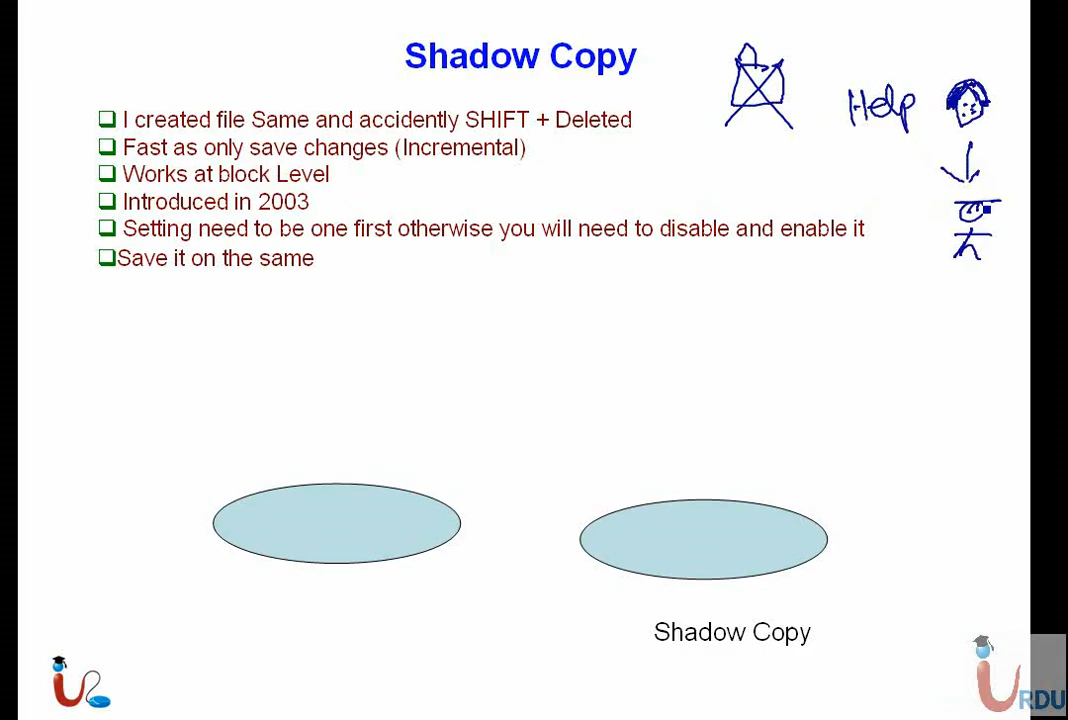 Shadow Copy
Help
I created file Same and accidently SHIFT + Deleted
Fast as only save changes (Incremental)
Works at block Level
Introduced in 2003
Setting need to be one first otherwise you will need to disable and enable it
Save it on the same
Shadow Copy
URDU